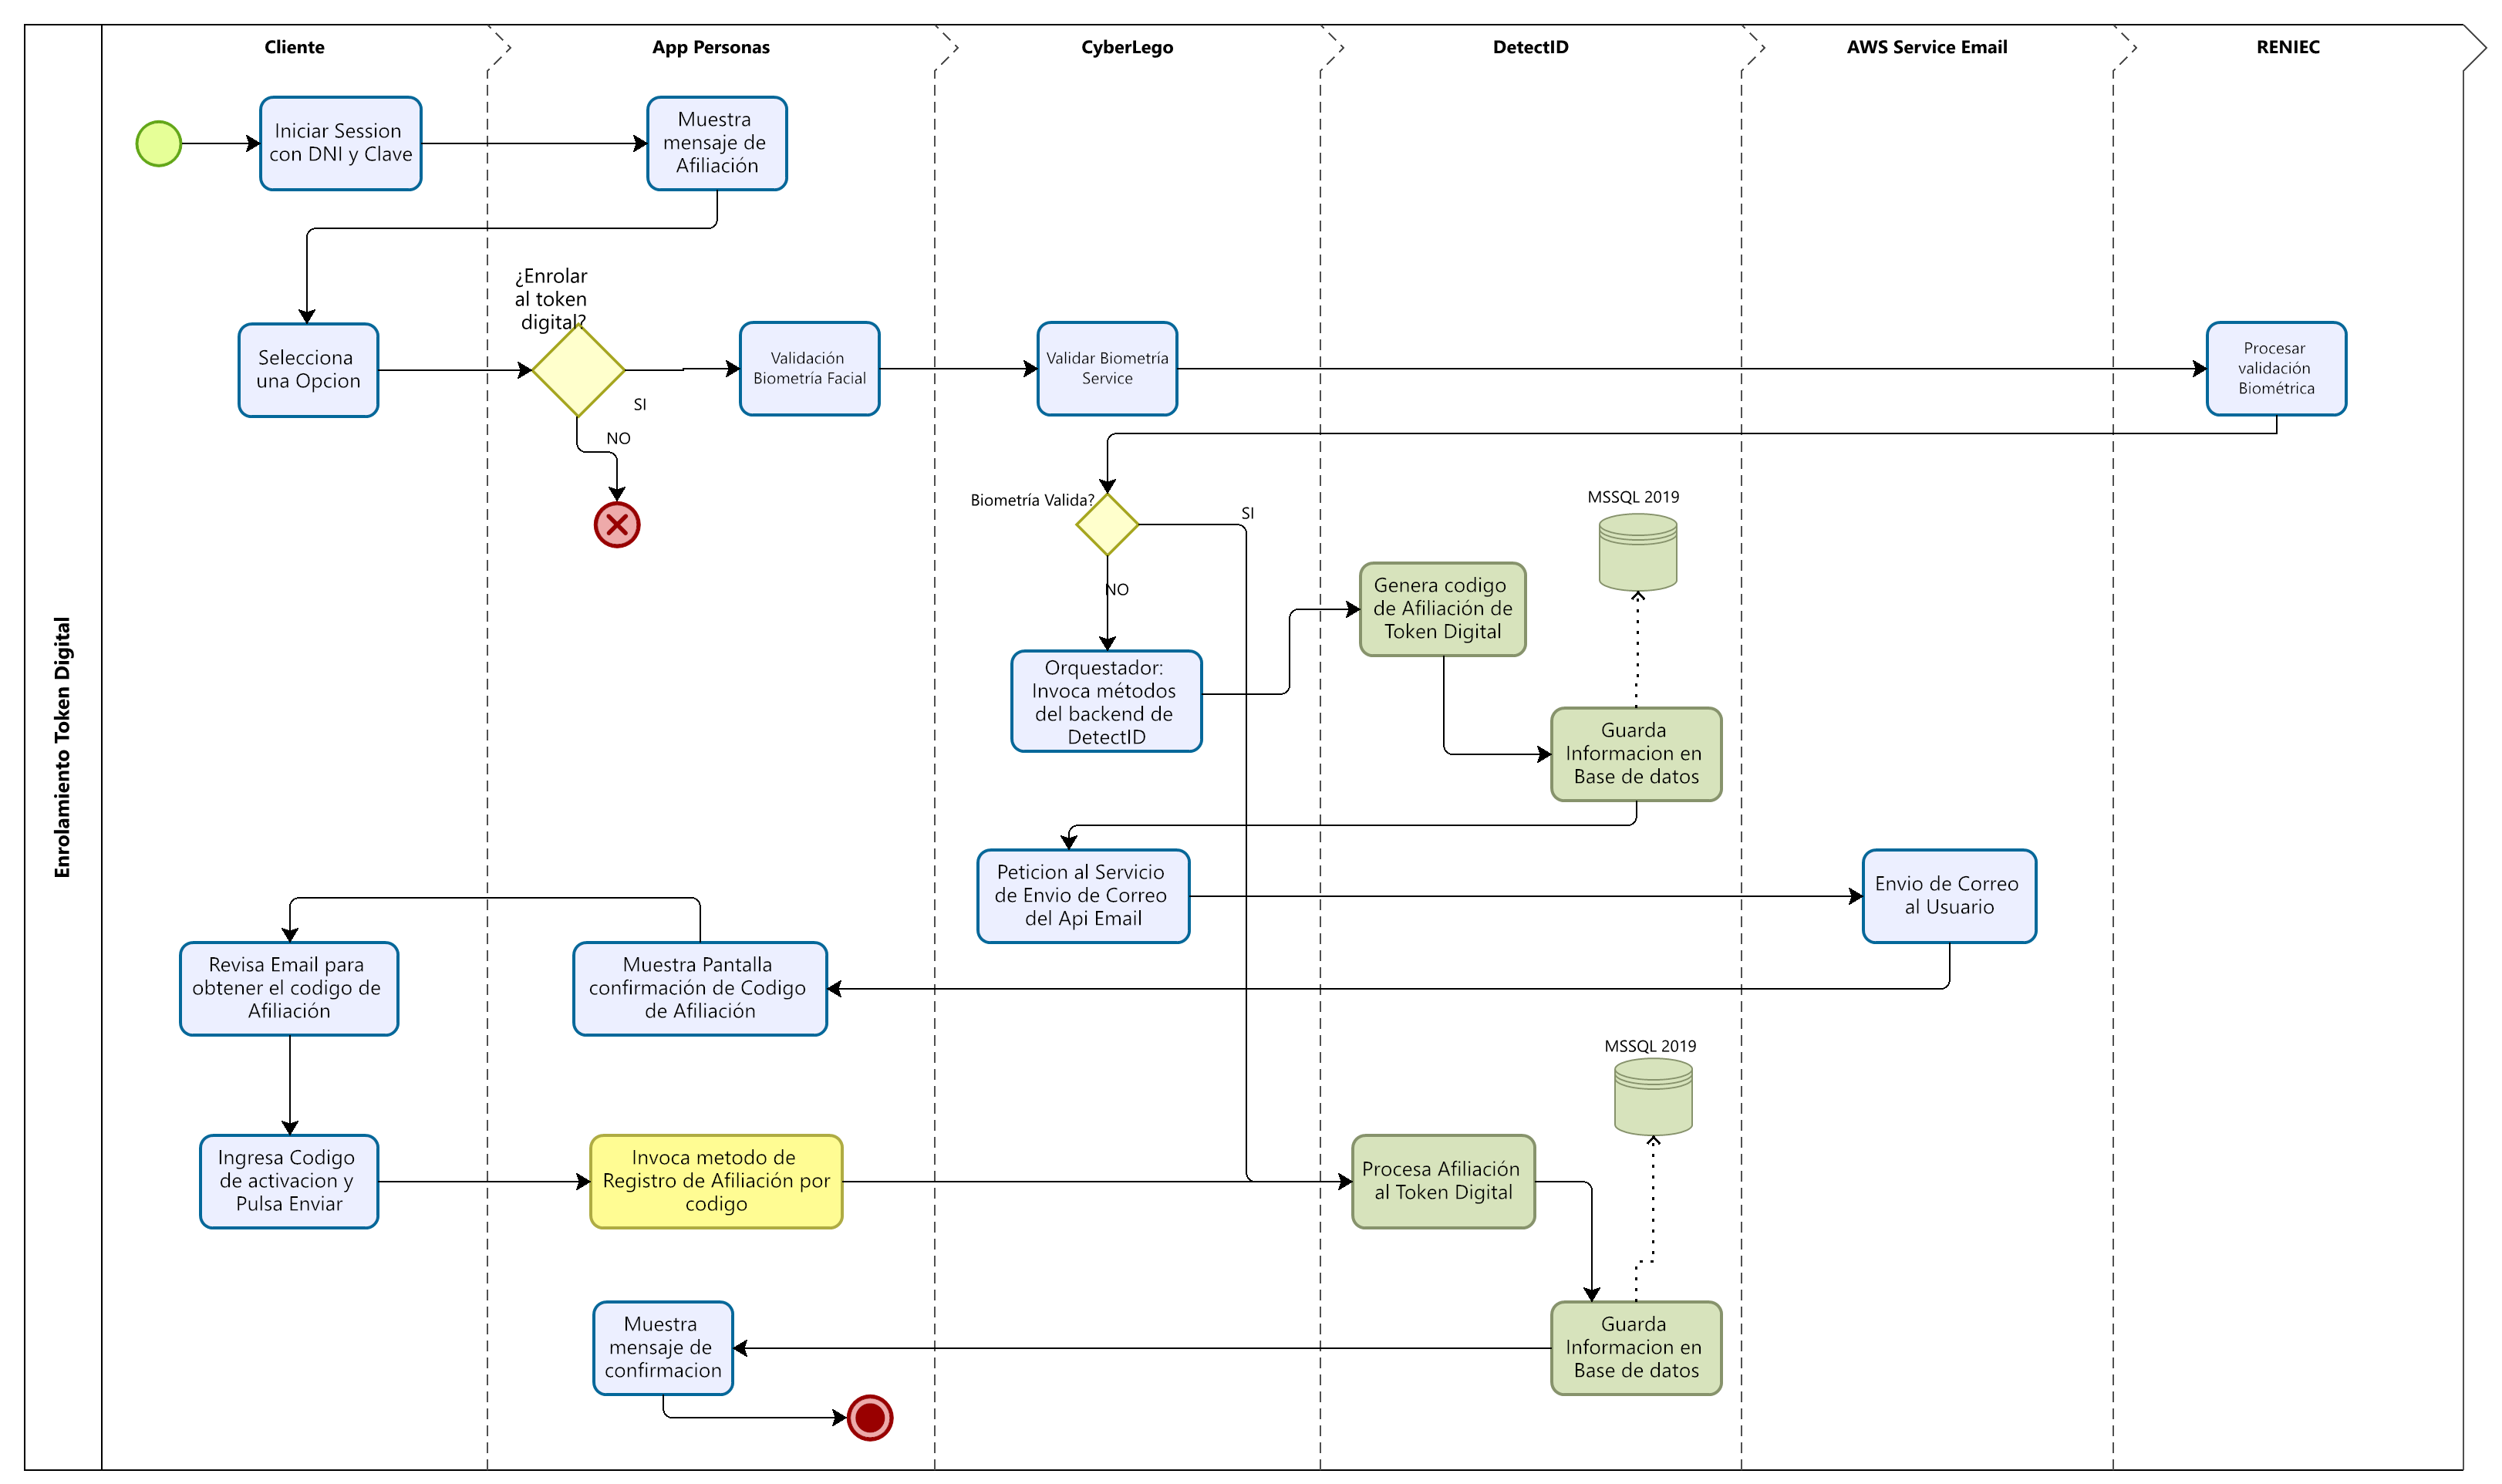 Cliente
App Personas
CyberLego
DetectID
AWS Service Email
RENIEC
Enrolamiento Token Digital
Iniciar Session
con DNI y Clave
Muestra
mensaje de
Afiliación
Selecciona
una Opcion
¿Enrolar
al token
digital?
SI
NO
Validación
Biometría Facial
Validar Biometría
Service
Procesar
validación
Biométrica
Biometría Valida?
SI
NO
MSSQL 2019
Genera codigo
de Afiliación de
Token Digital
Orquestador:
Invoca métodos
del backend de
DetectID
Guarda
Informacion en
Base de datos
Peticion al Servicio
de Envio de Correo
del Api Email
Envio de Correo
al Usuario
Revisa Email para
obtener el codigo de
Afiliación
Muestra Pantalla
confirmación de Codigo
de Afiliación
MSSQL 2019
Ingresa Codigo
de activacion y
Pulsa Enviar
Invoca metodo de
Registro de Afiliación por
codigo
Procesa Afiliación
al Token Digital
Muestra
mensaje de
confirmacion
Guarda
Informacion en
Base de datos